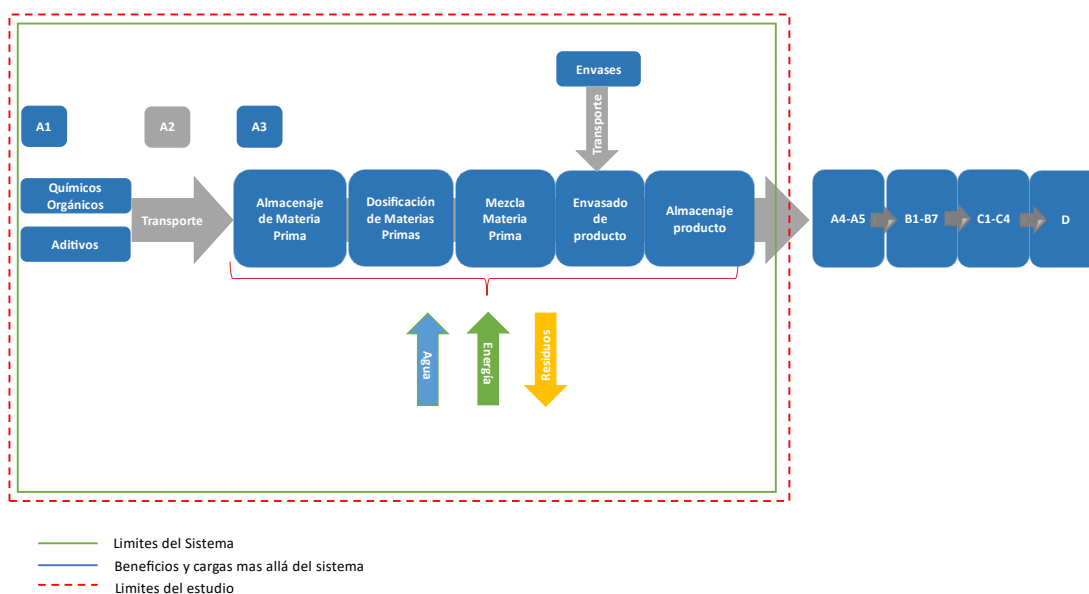 Envases
Transporte
A1
A2
A3
Químicos
Orgánicos
Aditivos
Transporte
Almacenaje
de Materia
Prima
Dosificación
de Materias
Primas
Mezcla
Materia
Prima
Envasado
de
producto
Almacenaje
producto
A4-A5
B1-B7
C1-C4
D
Agua
Energía
Residuos
Limites del Sistema
Beneficios y cargas mas allá del sistema
Limites del estudio